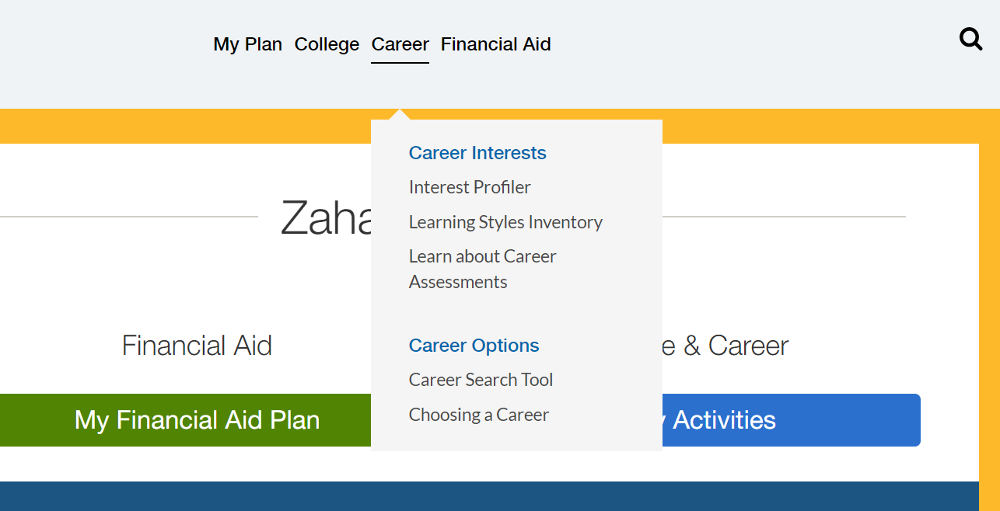 My Plan College Career Financial Aid
Career Interests
Interest Profiler
Learning Styles Inventory
Learn about Career
Assessments
Career Options
Career Search Tool
Choosing a Career
Financial Aid
My Financial Aid Plan
& Career
Activities